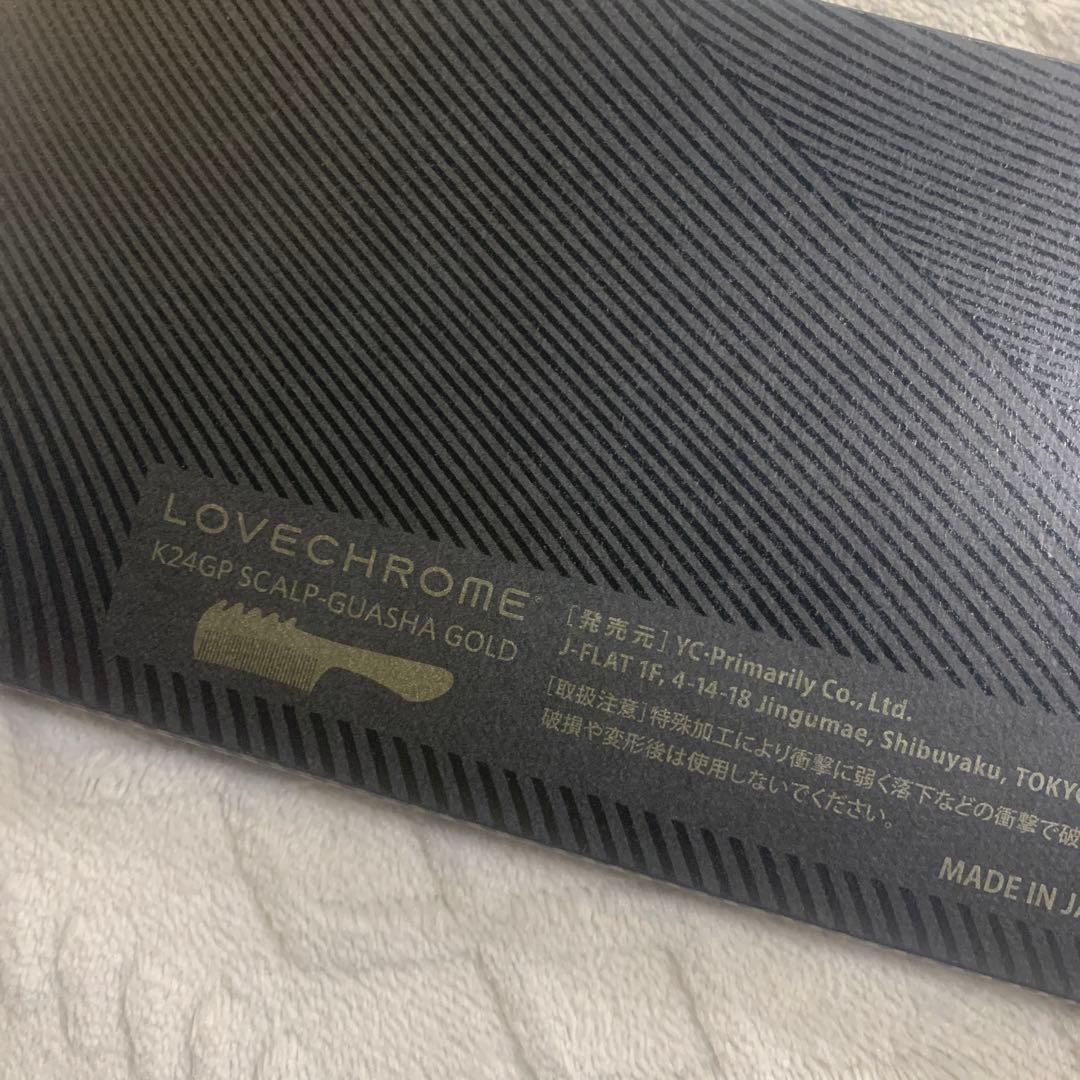 LOVECHROME®
K24GP SCALP-GUASHA GOLD
[発売元] YC-Primarily Co., Ltd.
J-FLAT 1F, 4-14-18 Jingumae, Shibuyaku, TOKYO
[取扱注意] 特殊加工により衝撃に弱く落下などの衝撃で破
破損や変形後は使用しないでください。
MADE IN JA